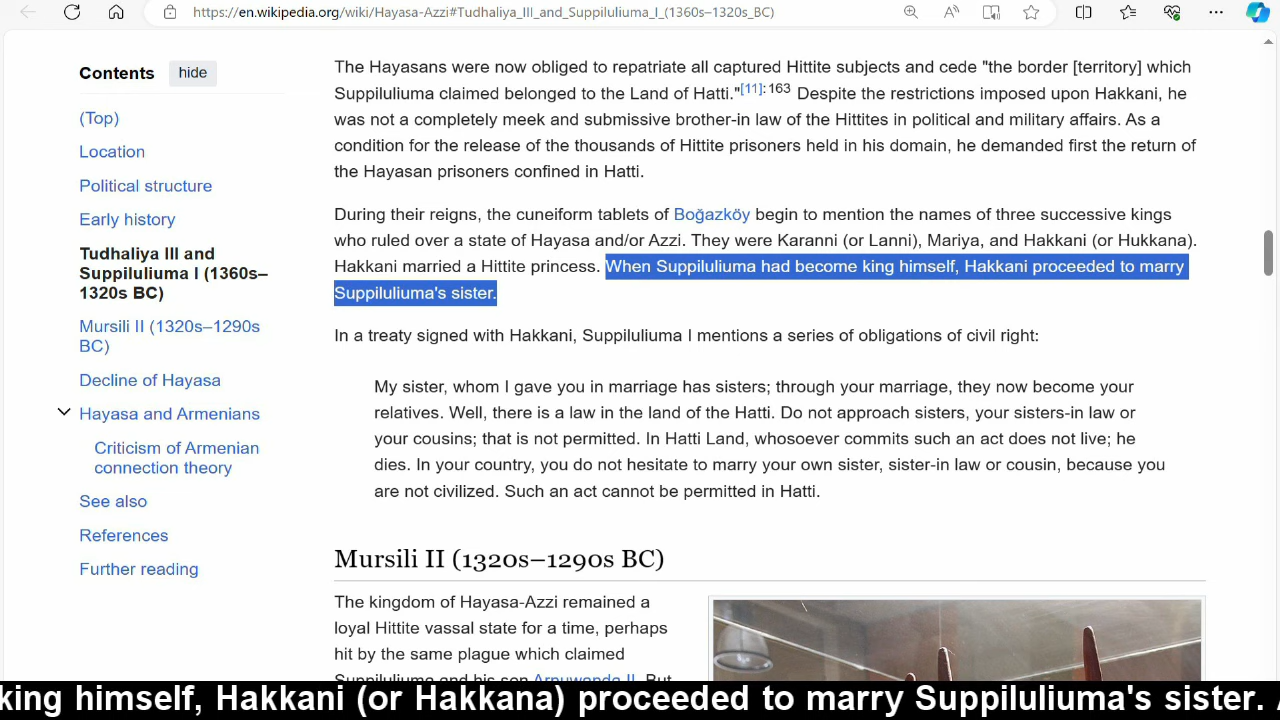 https://en.wikipedia.org/wiki/Hayasa-Azzi#Tudhaliya_III_and_Suppiluliuma_I_(1360s–1320s_BC)
Contents hide
(Top)
Location
Political structure
Early history
Tudhaliya III and
Suppiluliuma I (1360s–
1320s BC)
Mursili II (1320s–1290s
BC)
Decline of Hayasa
Hayasa and Armenians
Criticism of Armenian
connection theory
See also
References
Further reading
The Hayasans were now obliged to repatriate all captured Hittite subjects and cede "the border [territory] which
Suppiluliuma claimed belonged to the Land of Hatti."[11]:163 Despite the restrictions imposed upon Hakkani, he
was not a completely meek and submissive brother-in law of the Hittites in political and military affairs. As a
condition for the release of the thousands of Hittite prisoners held in his domain, he demanded first the return of
the Hayasan prisoners confined in Hatti.
During their reigns, the cuneiform tablets of Boğazköy begin to mention the names of three successive kings
who ruled over a state of Hayasa and/or Azzi. They were Karanni (or Lanni), Mariya, and Hakkani (or Hukkana).
Hakkani married a Hittite princess. When Suppiluliuma had become king himself, Hakkani proceeded to marry
Suppiluliuma's sister.
In a treaty signed with Hakkani, Suppiluliuma I mentions a series of obligations of civil right:
My sister, whom I gave you in marriage has sisters; through your marriage, they now become your
relatives. Well, there is a law in the land of the Hatti. Do not approach sisters, your sisters-in law or
your cousins; that is not permitted. In Hatti Land, whosoever commits such an act does not live; he
dies. In your country, you do not hesitate to marry your own sister, sister-in law or cousin, because you
are not civilized. Such an act cannot be permitted in Hatti.
Mursili II (1320s–1290s BC)
The kingdom of Hayasa-Azzi remained a
loyal Hittite vassal state for a time, perhaps
hit by the same plague which claimed
Suppiluliuma and his son Arnuwanda II. But
king himself, Hakkani (or Hakkana) proceeded to marry Suppiluliuma's sister.